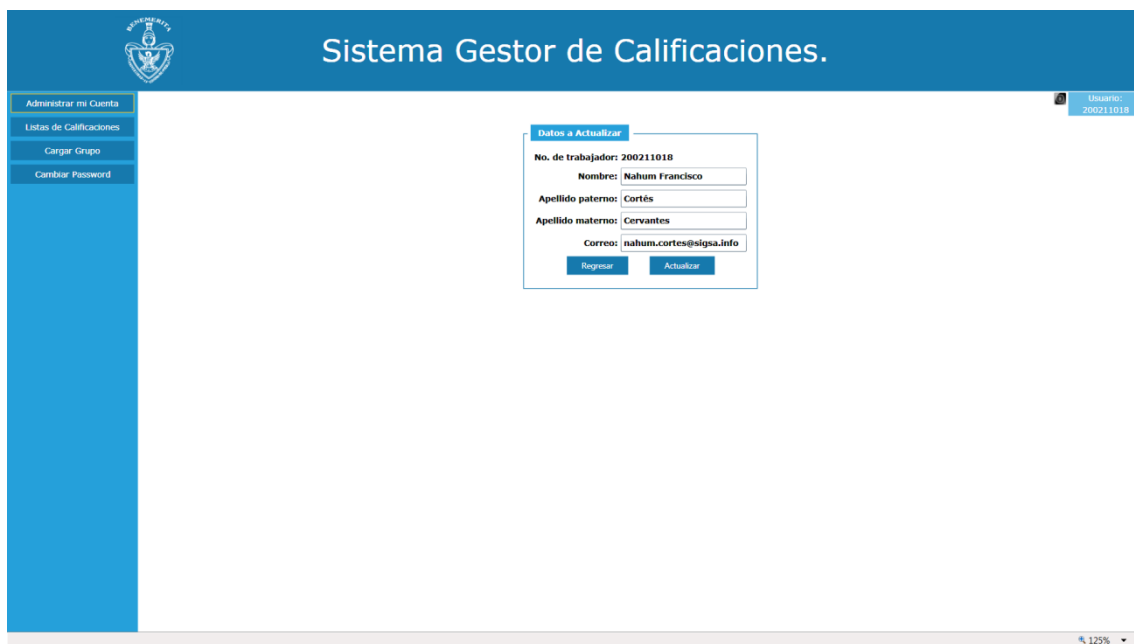 BENEMERITA
Sistema Gestor de Calificaciones.
Administrar mi Cuenta
Listas de Calificaciones
Cargar Grupo
Cambiar Password
Usuario:
200211018
Datos a Actualizar
No. de trabajador: 200211018
Nombre: Nahum Francisco
Apellido paterno: Cortés
Apellido materno: Cervantes
Correo: nahum.cortes@sigsa.info
Regresar Actualizar
125%